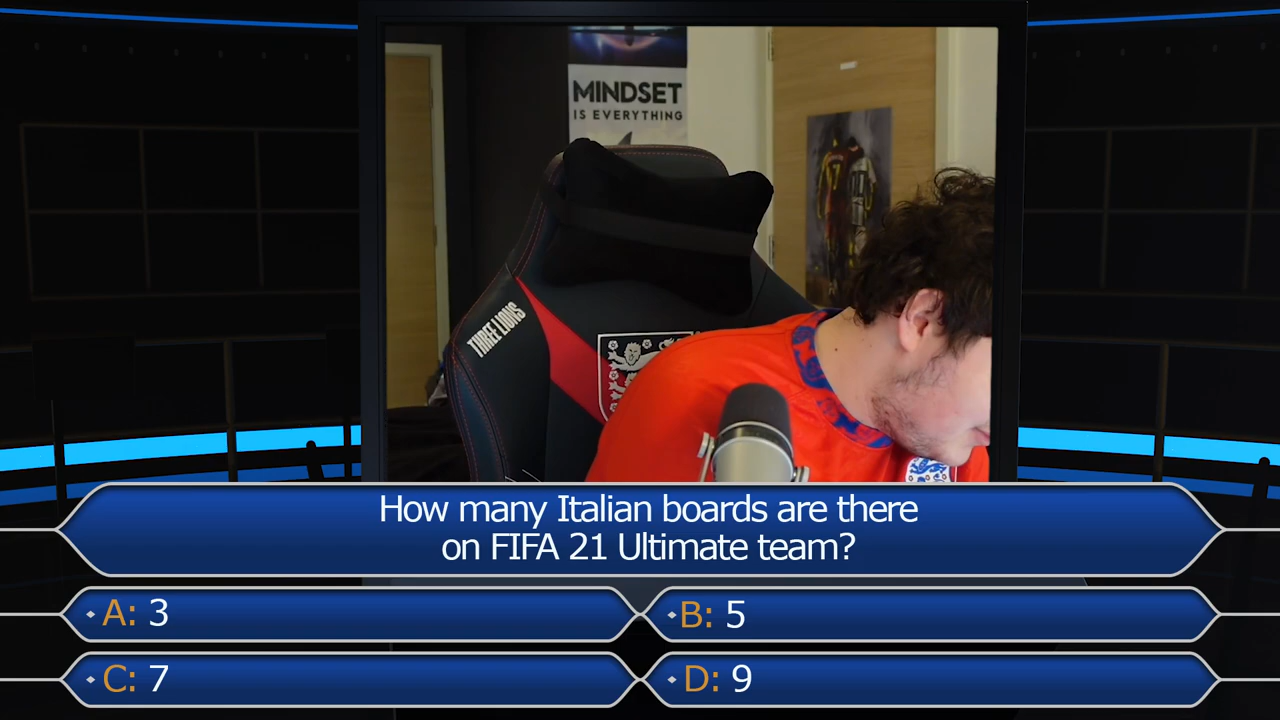 MINDSET
IS EVERYTHING
THREE LIONS
How many Italian boards are there
on FIFA 21 Ultimate team?
A: 3
B: 5
C: 7
D: 9